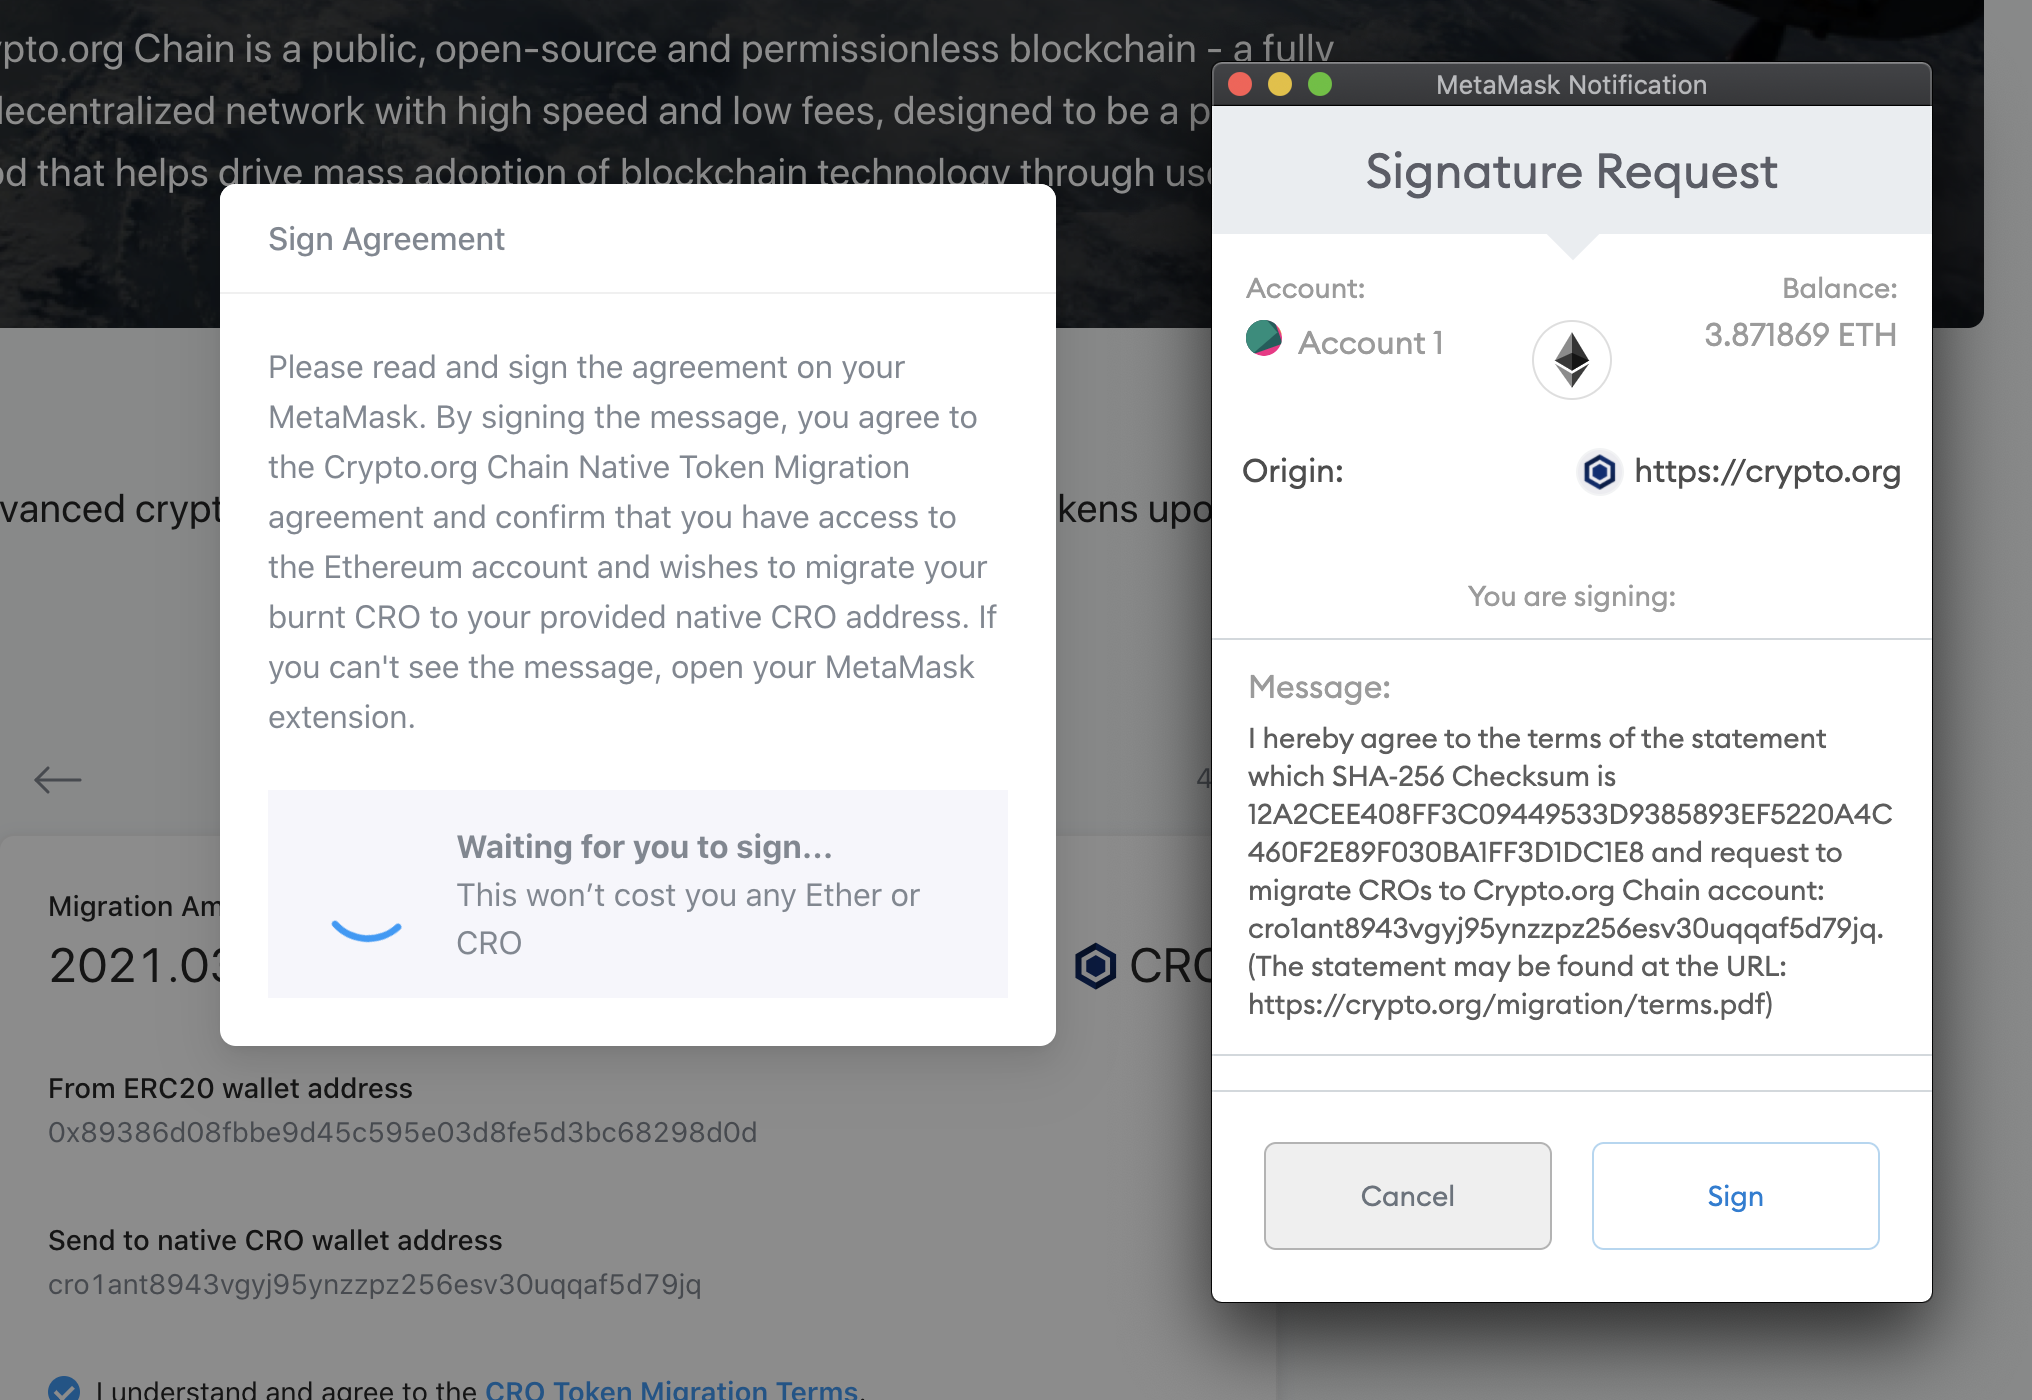 pto.org Chain is a public, open-source and permissionless blockchain - a fully
decentralized network with high speed and low fees, designed to be a p
od that helps drive mass adoption of blockchain technology through us
MetaMask Notification
Signature Request
Sign Agreement
Account:
Balance:
Account 1
3.871869 ETH
Please read and sign the agreement on your
MetaMask. By signing the message, you agree to
the Crypto.org Chain Native Token Migration
agreement and confirm that you have access to
the Ethereum account and wishes to migrate your
burnt CRO to your provided native CRO address. If
you can't see the message, open your MetaMask
extension.
Origin:
https://crypto.org
vanced crypt
kens upo
You are signing:
Message:
I hereby agree to the terms of the statement
which SHA-256 Checksum is
12A2CEE408FF3C09449533D9385893EF5220A4C
460F2E89F030BA1FF3D1DC1E8 and request to
migrate CROs to Crypto.org Chain account:
cro1ant8943vgyj95ynzzpz256esv30uqqaf5d79jq.
(The statement may be found at the URL:
https://crypto.org/migration/terms.pdf)
4
Waiting for you to sign...
This won't cost you any Ether or
CRO
Migration Am
2021.03
CRO
From ERC20 wallet address
0x89386d08fbbe9d45c595e03d8fe5d3bc68298d0d
Send to native CRO wallet address
cro1ant8943vgyj95ynzzpz256esv30uqqaf5d79jq
Cancel
Sign
I understand and agree to the CRO Token Migration Terms.